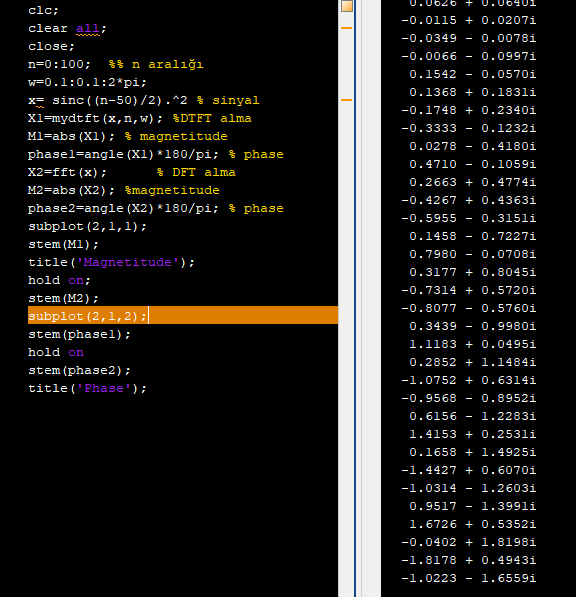 clc;
clear all;
close;
n=0:100;  %% n aralığı
w=0.1:0.1:2*pi;
x= sinc((n-50)/2).^2 % sinyal
X1=mydtft(x,n,w); %DTFT alma
M1=abs(X1); % magnetitude
phase1=angle(X1)*180/pi; % phase
X2=fft(x);      % DFT alma
M2=abs(X2); %magnetitude
phase2=angle(X2)*180/pi; % phase
subplot(2,1,1);
stem(M1);
title('Magnetitude');
hold on;
stem(M2);
subplot(2,1,2);
stem(phase1);
hold on
stem(phase2);
title('Phase');
0.0626 + 0.0640i
-0.0115 + 0.0207i
-0.0349 - 0.0078i
-0.0066 - 0.0997i
0.1542 - 0.0570i
0.1368 + 0.1831i
-0.1748 + 0.2340i
-0.3333 - 0.1232i
0.0278 - 0.4180i
0.4710 - 0.1059i
0.2663 + 0.4774i
-0.4267 + 0.4363i
-0.5955 - 0.3151i
0.1458 - 0.7227i
0.7980 - 0.0708i
0.3177 + 0.8045i
-0.7314 + 0.5720i
-0.8077 - 0.5760i
0.3439 - 0.9980i
1.1183 + 0.0495i
0.2852 + 1.1484i
-1.0752 + 0.6314i
-0.9568 - 0.8952i
0.6156 - 1.2283i
1.4153 + 0.2531i
0.1658 + 1.4925i
-1.4427 + 0.6070i
-1.0314 - 1.2603i
0.9517 - 1.3991i
1.6726 + 0.5352i
-0.0402 + 1.8198i
-1.8178 + 0.4943i
-1.0223 - 1.6559i